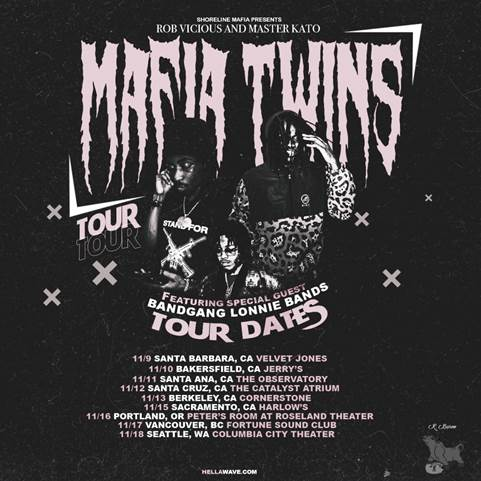 SHORELINE MAFIA PRESENTS
ROB VICIOUS AND MASTER KATO
MAFIA TWINS
TOUR
TOUR
STAND FOR
FEATURING SPECIAL GUEST
BANDGANG LONNIE BANDS
TOUR DATES
11/9 SANTA BARBARA, CA VELVET JONES
11/10 BAKERSFIELD, CA JERRY'S
11/11 SANTA ANA, CA THE OBSERVATORY
11/12 SANTA CRUZ, CA THE CATALYST ATRIUM
11/13 BERKELEY, CA CORNERSTONE
11/15 SACRAMENTO, CA HARLOW'S
11/16 PORTLAND, OR PETER'S ROOM AT ROSELAND THEATER
11/17 VANCOUVER, BC FORTUNE SOUND CLUB
11/18 SEATTLE, WA COLUMBIA CITY THEATER
HELLAWAVE.COM